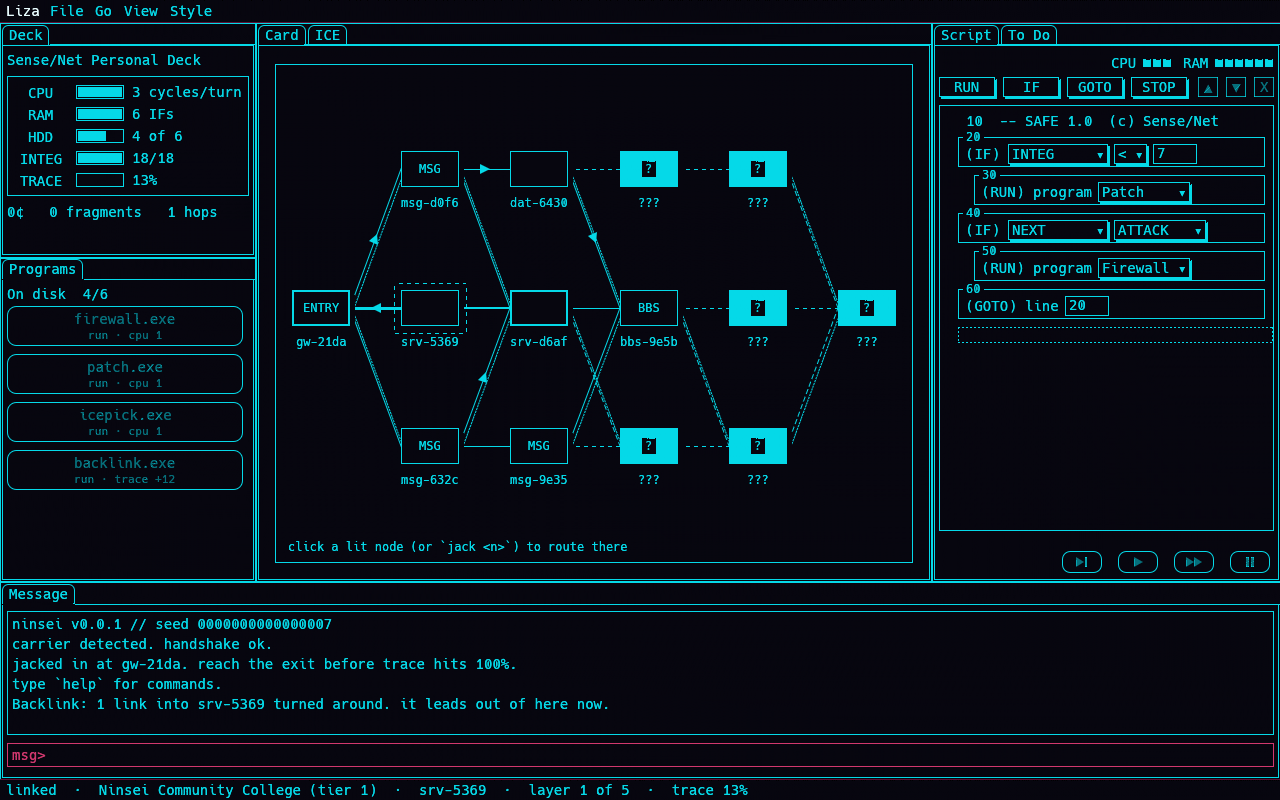 Liza File Go View Style
Deck
Sense/Net Personal Deck
CPU 3 cycles/turn
RAM 6 IFs
HDD 4 of 6
INTEG 18/18
TRACE 13%
0¢ 0 fragments 1 hops
Programs
On disk 4/6
firewall.exe
run · cpu 1
patch.exe
run · cpu 1
icepick.exe
run · cpu 1
backlink.exe
run · trace +12
Card ICE
MSG ? ?
msg-d0f6 dat-6430 ??? ???
ENTRY BBS ? ?
gw-21da srv-5369 srv-d6af bbs-9e5b ??? ???
MSG MSG ? ?
msg-632c msg-9e35 ??? ???
click a lit node (or `jack <n>`) to route there
Script To Do
CPU RAM
RUN IF GOTO STOP ▲ ▼ X
10 -- SAFE 1.0 (c) Sense/Net
20
(IF) INTEG ▼ < ▼ 7
30
(RUN) program Patch ▼
40
(IF) NEXT ▼ ATTACK ▼
50
(RUN) program Firewall ▼
60
(GOTO) line 20
Message
ninsei v0.0.1 // seed 0000000000000007
carrier detected. handshake ok.
jacked in at gw-21da. reach the exit before trace hits 100%.
type `help` for commands.
Backlink: 1 link into srv-5369 turned around. it leads out of here now.
msg>
linked · Ninsei Community College (tier 1) · srv-5369 · layer 1 of 5 · trace 13%